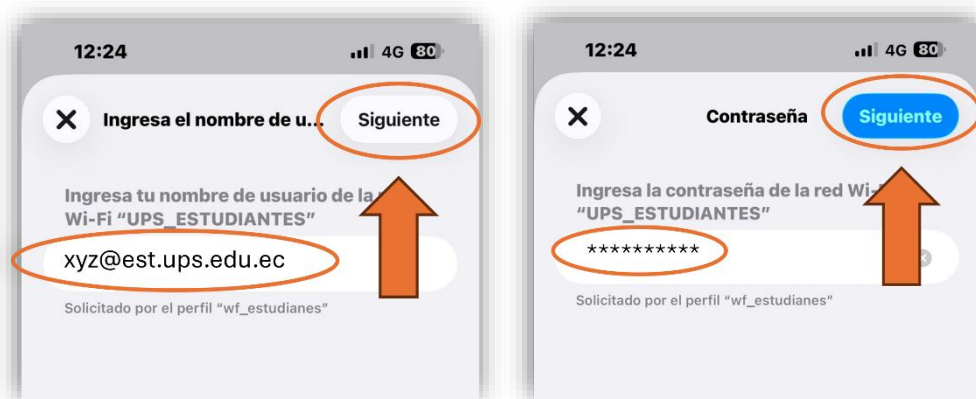 12:24
4G 80
Ingresa el nombre de u...
Siguiente
Ingresa tu nombre de usuario de la
Wi-Fi “UPS_ESTUDIANTES”
xyz@est.ups.edu.ec
Solicitado por el perfil “wf_estudianes”
12:24
4G 80
Contraseña
Siguiente
Ingresa la contraseña de la red
“UPS_ESTUDIANTES”
**********
Solicitado por el perfil “wf_estudianes”